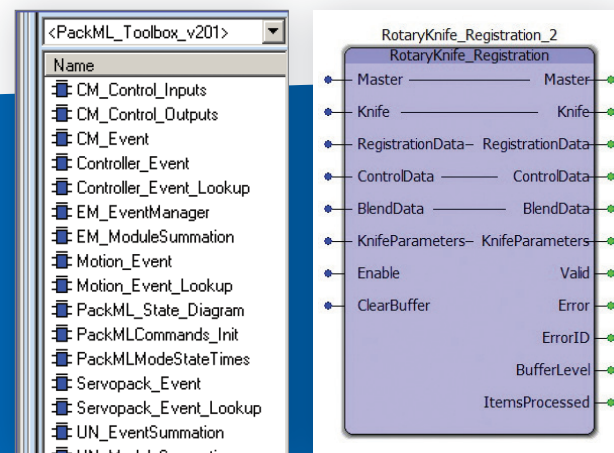 <PackML_Toolbox_v201>
Name
CM_Control_Inputs
CM_Control_Outputs
CM_Event
Controller_Event
Controller_Event_Lookup
EM_EventManager
EM_ModuleSummation
Motion_Event
Motion_Event_Lookup
PackML_State_Diagram
PackMLCommands_Init
PackMLModeStateTimes
Servopack_Event
Servopack_Event_Lookup
UN_EventSummation
RotaryKnife_Registration_2
RotaryKnife_Registration
Master Master
Knife Knife
RegistrationData RegistrationData
ControlData ControlData
BlendData BlendData
KnifeParameters KnifeParameters
Enable Valid
ClearBuffer Error
ErrorID
BufferLevel
ItemsProcessed